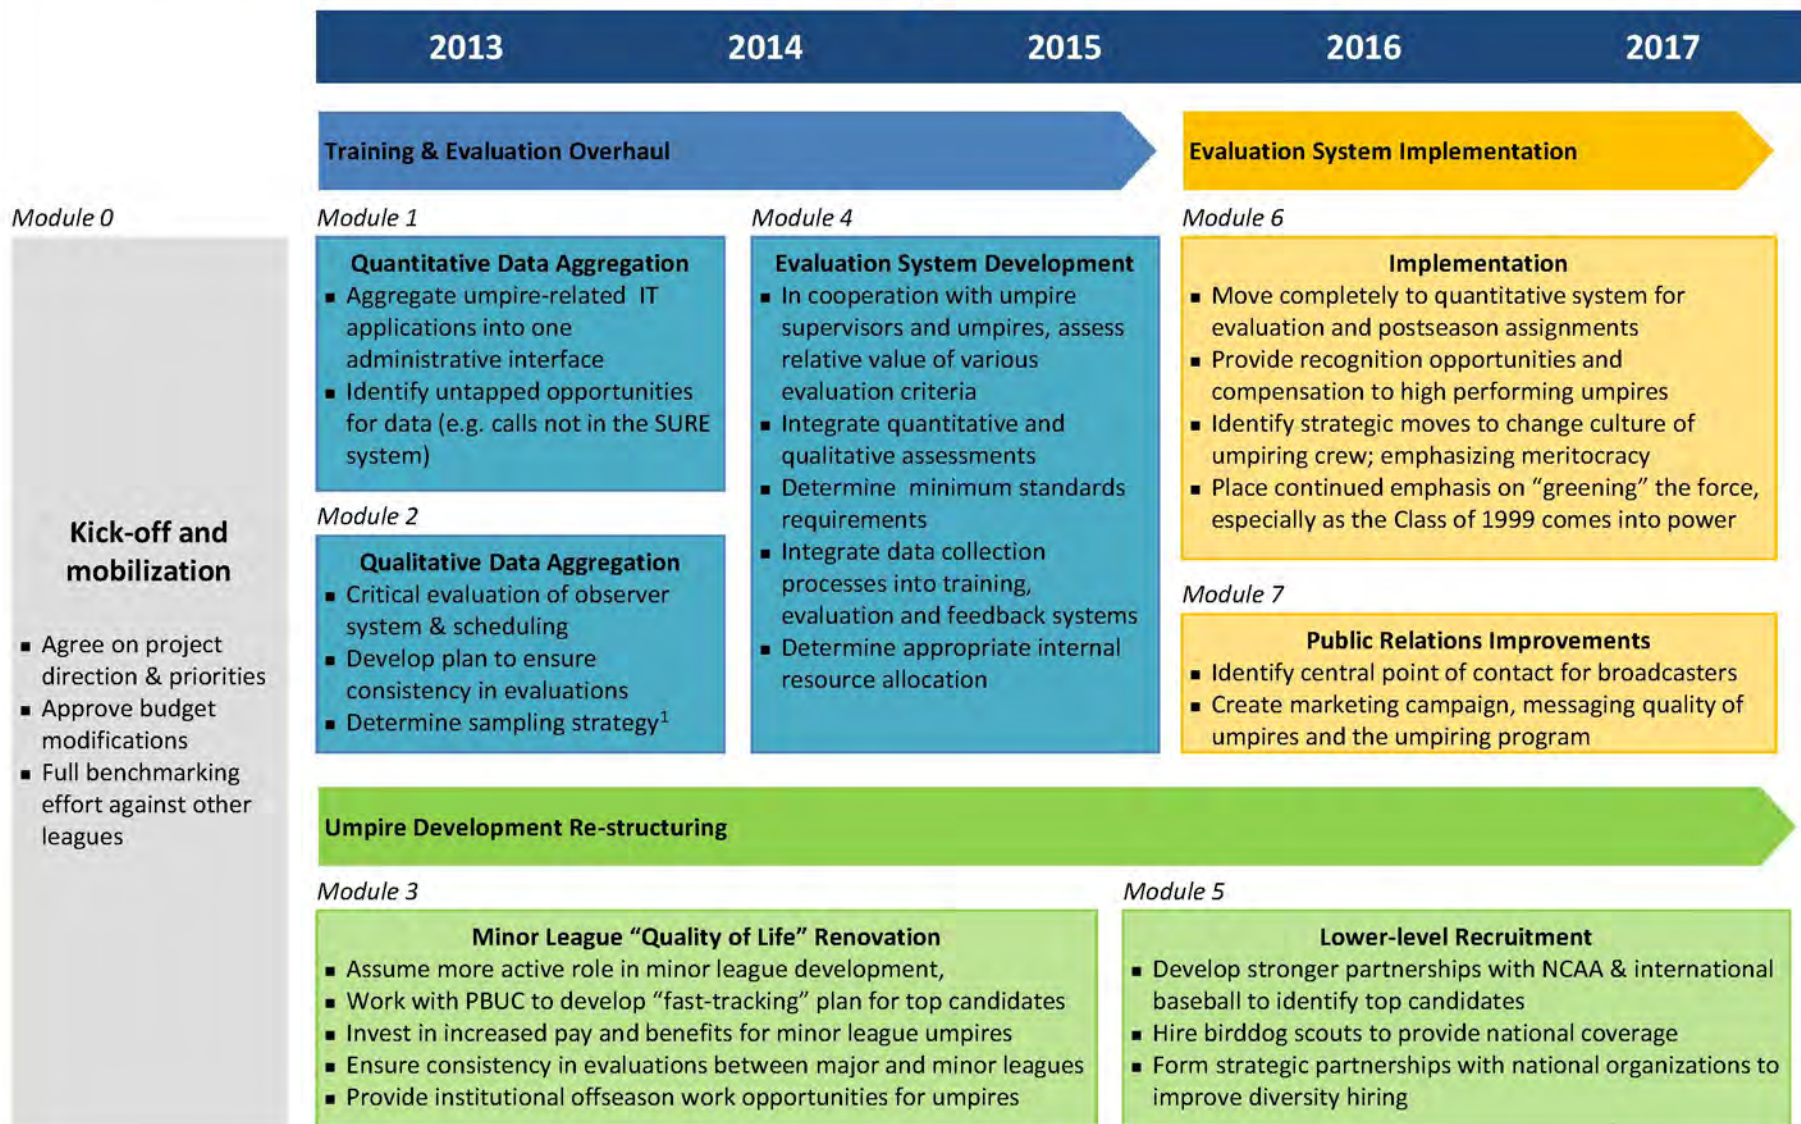 2013 2014 2015 2016 2017
Training & Evaluation Overhaul
Evaluation System Implementation
Module 0
Kick-off and
mobilization
▪ Agree on project
direction & priorities
▪ Approve budget
modifications
▪ Full benchmarking
effort against other
leagues
Module 1
Quantitative Data Aggregation
▪ Aggregate umpire-related IT
applications into one
administrative interface
▪ Identify untapped opportunities
for data (e.g. calls not in the SURE
system)
Module 2
Qualitative Data Aggregation
▪ Critical evaluation of observer
system & scheduling
▪ Develop plan to ensure
consistency in evaluations
▪ Determine sampling strategy¹
Module 4
Evaluation System Development
▪ In cooperation with umpire
supervisors and umpires, assess
relative value of various
evaluation criteria
▪ Integrate quantitative and
qualitative assessments
▪ Determine minimum standards
requirements
▪ Integrate data collection
processes into training,
evaluation and feedback systems
▪ Determine appropriate internal
resource allocation
Module 6
Implementation
▪ Move completely to quantitative system for
evaluation and postseason assignments
▪ Provide recognition opportunities and
compensation to high performing umpires
▪ Identify strategic moves to change culture of
umpiring crew; emphasizing meritocracy
▪ Place continued emphasis on “greening” the force,
especially as the Class of 1999 comes into power
Module 7
Public Relations Improvements
▪ Identify central point of contact for broadcasters
▪ Create marketing campaign, messaging quality of
umpires and the umpiring program
Umpire Development Re-structuring
Module 3
Minor League “Quality of Life” Renovation
▪ Assume more active role in minor league development,
▪ Work with PBUC to develop “fast-tracking” plan for top candidates
▪ Invest in increased pay and benefits for minor league umpires
▪ Ensure consistency in evaluations between major and minor leagues
▪ Provide institutional offseason work opportunities for umpires
Module 5
Lower-level Recruitment
▪ Develop stronger partnerships with NCAA & international
baseball to identify top candidates
▪ Hire birddog scouts to provide national coverage
▪ Form strategic partnerships with national organizations to
improve diversity hiring